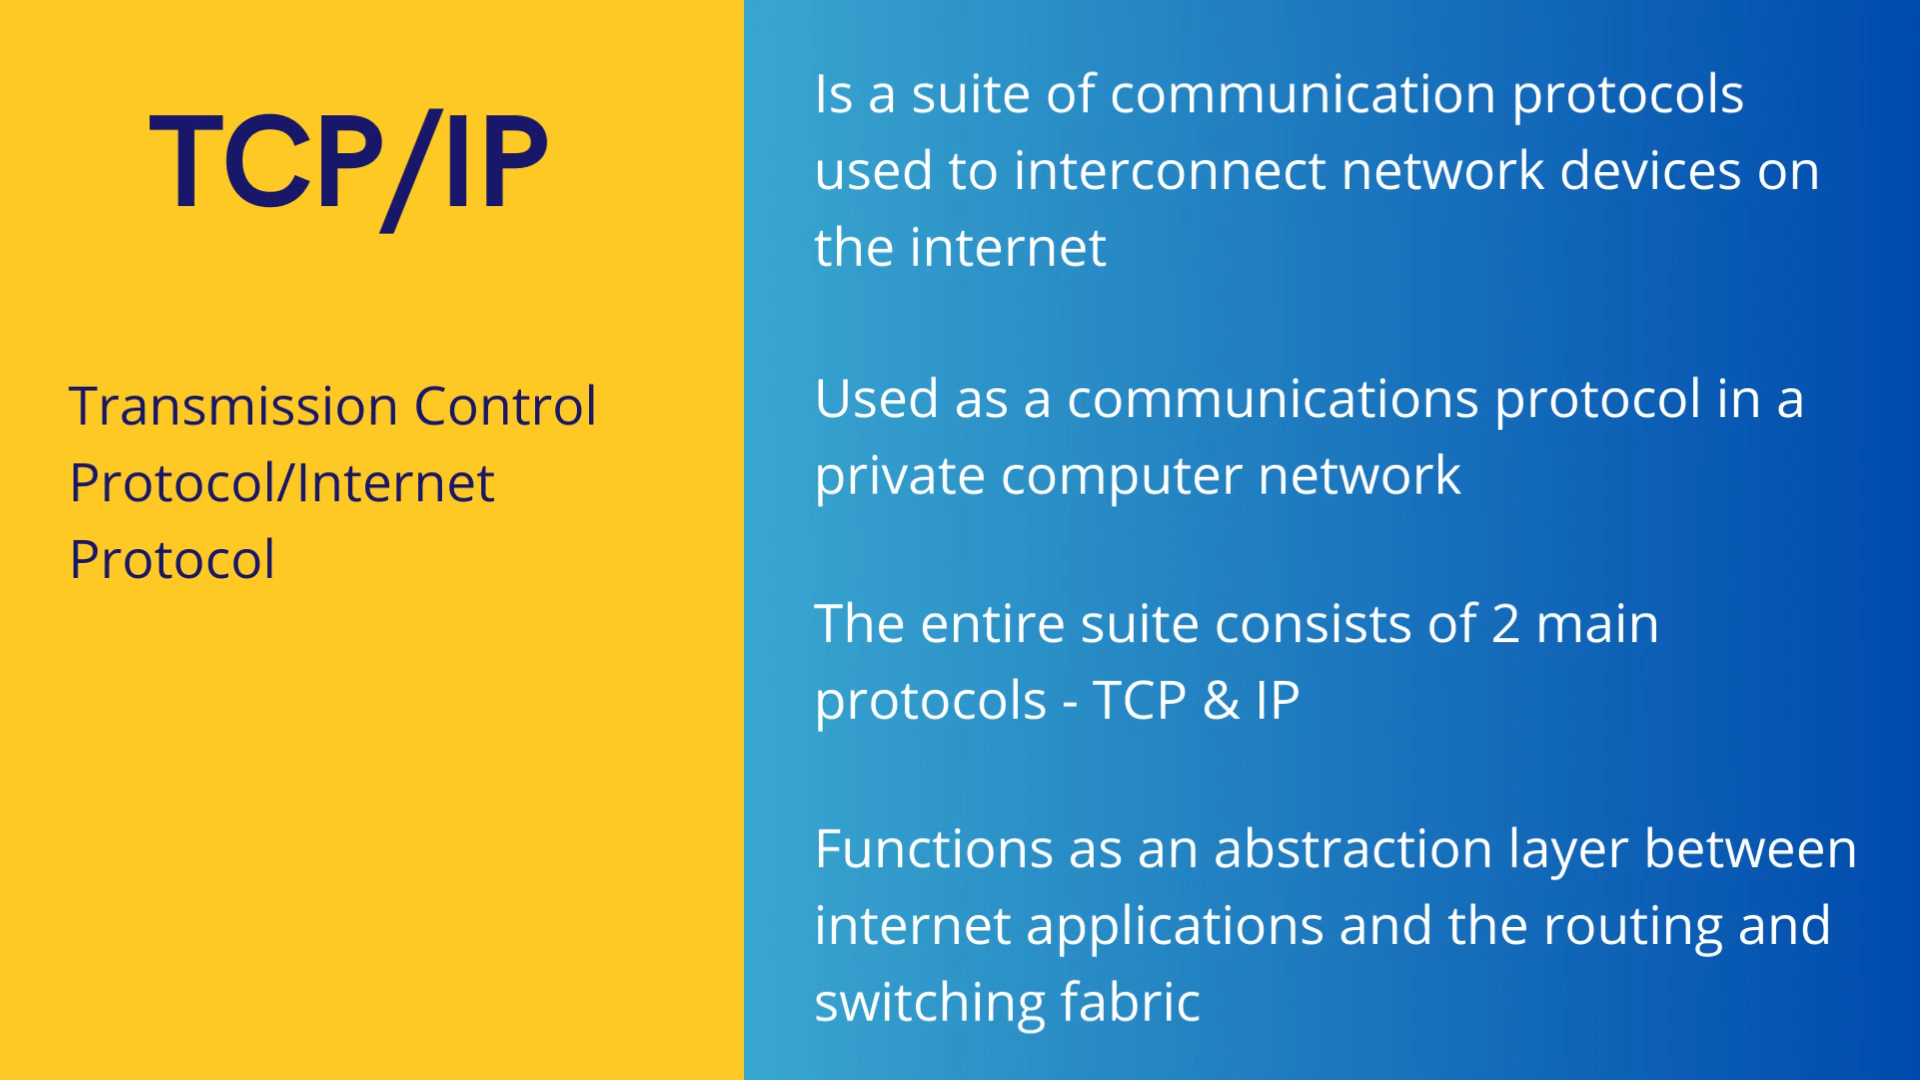 TCP/IP
Transmission Control
Protocol/Internet
Protocol
Is a suite of communication protocols
used to interconnect network devices on
the internet
Used as a communications protocol in a
private computer network
The entire suite consists of 2 main
protocols - TCP & IP
Functions as an abstraction layer between
internet applications and the routing and
switching fabric